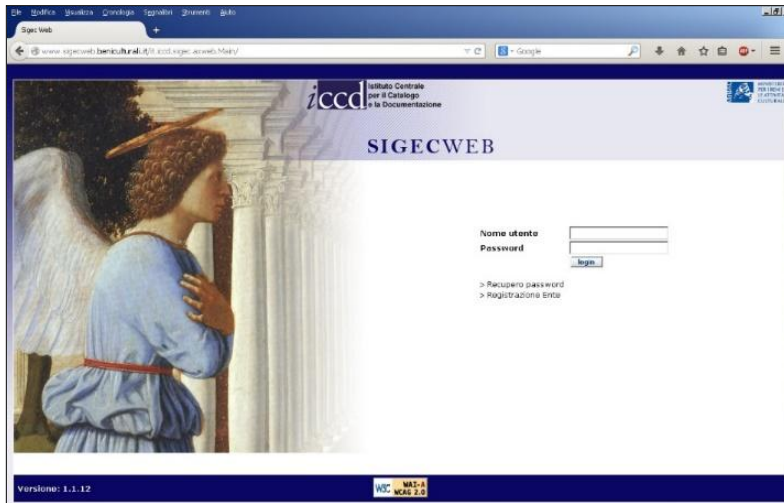 File Modifica Visualizza Cronologia Segnalibri Strumenti Aiuto
Sigec Web
+
www.sigecweb.beniculturali.it/it.iccd.sigec.axweb.Main/
8 - Google
iccd
Istituto Centrale
per il Catalogo
e la Documentazione
SIGECWEB
Nome utente
Password
login
> Recupero password
> Registrazione Ente
Versione: 1.1.12
W3C WAI-A
WCAG 2.0